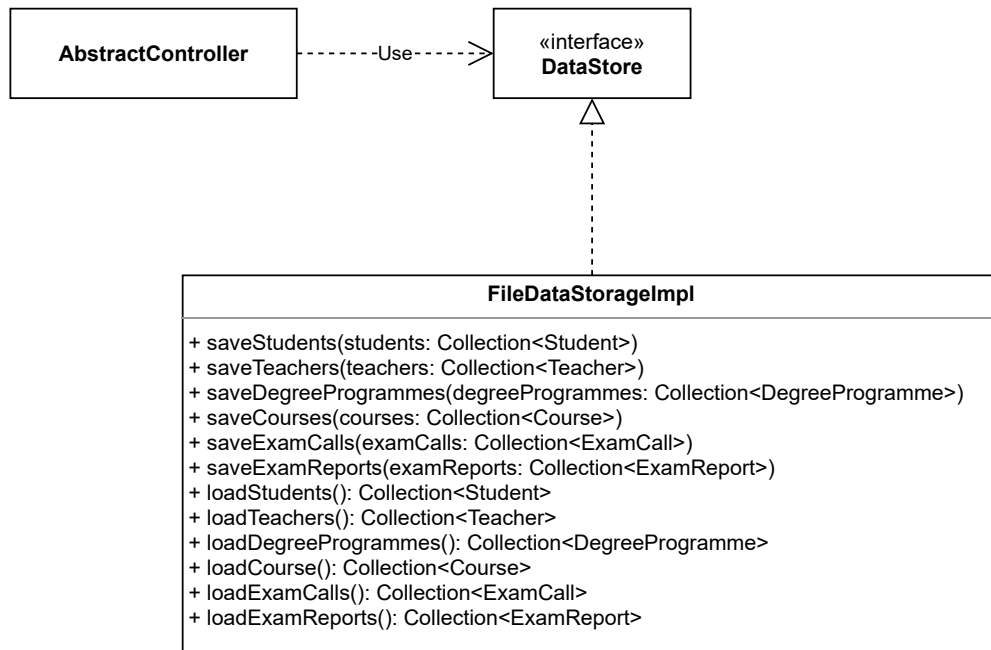 AbstractController
Use
«interface»
DataStore
FileDataStorageImpl
+ saveStudents(students: Collection<Student>)
+ saveTeachers(teachers: Collection<Teacher>)
+ saveDegreeProgrammes(degreeProgrammes: Collection<DegreeProgramme>)
+ saveCourses(courses: Collection<Course>)
+ saveExamCalls(examCalls: Collection<ExamCall>)
+ saveExamReports(examReports: Collection<ExamReport>)
+ loadStudents(): Collection<Student>
+ loadTeachers(): Collection<Teacher>
+ loadDegreeProgrammes(): Collection<DegreeProgramme>
+ loadCourse(): Collection<Course>
+ loadExamCalls(): Collection<ExamCall>
+ loadExamReports(): Collection<ExamReport>